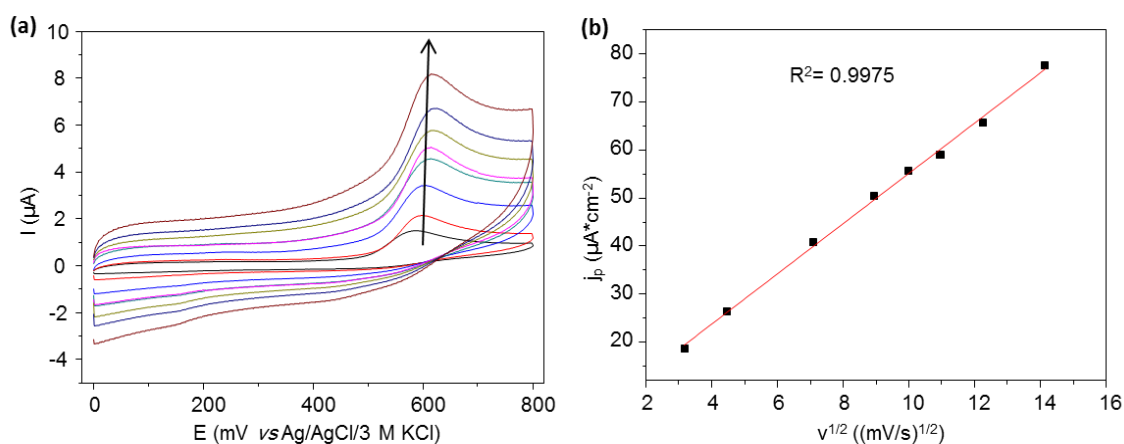 (a)
10
8
6
4
2
0
-2
-4
I (µA)
0 200 400 600 800
E (mV vs Ag/AgCl/3 M KCl)
(b)
80
70
60
50
40
30
20
jp (µA*cm-2)
R2= 0.9975
2 4 6 8 10 12 14 16
v1/2 ((mV/s)1/2)